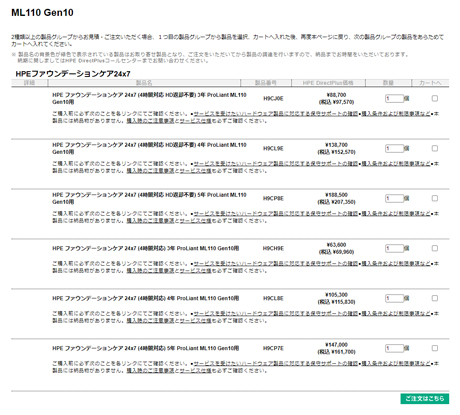 ML110 Gen10
2種類以上の製品グループからお見積・ご注文いただく場合、1つ目の製品グループから製品を選択、カートへ入れた後、再度本ページに戻り、次の製品グループの製品をあらためて
カートへ入れてください。
※ 製品名の背景色が緑色で表示されている製品はお取り寄せ製品となり、ご注文をいただいてから製品の調達を行いますので、納品までお時間をいただいております。
納期に関しましてはHPE DirectPlusコールセンターまでお問い合わせください。
HPEファウンデーションケア24x7
詳細 製品名 製品番号 HPE DirectPlus価格 数量 カートへ
HPE ファウンデーションケア 24x7 (4時間対応 HD返却不要) 3年 ProLiant ML110 Gen10用 H9CJ0E ¥88,700 (税込 ¥97,570) 1 個
ご購入前に必ず次のことを各リンクにてご確認ください。●サービスを受けたいハードウェア製品に対応する保守サポートの確認●購入条件および制限事項など●本
製品には納品物がありません。購入時のご注意事項とサービス仕様も必ずご確認ください。
HPE ファウンデーションケア 24x7 (4時間対応 HD返却不要) 4年 ProLiant ML110 Gen10用 H9CL9E ¥138,700 (税込 ¥152,570) 1 個
ご購入前に必ず次のことを各リンクにてご確認ください。●サービスを受けたいハードウェア製品に対応する保守サポートの確認●購入条件および制限事項など●本
製品には納品物がありません。購入時のご注意事項とサービス仕様も必ずご確認ください。
HPE ファウンデーションケア 24x7 (4時間対応 HD返却不要) 5年 ProLiant ML110 Gen10用 H9CP8E ¥188,500 (税込 ¥207,350) 1 個
ご購入前に必ず次のことを各リンクにてご確認ください。●サービスを受けたいハードウェア製品に対応する保守サポートの確認●購入条件および制限事項など●本
製品には納品物がありません。購入時のご注意事項とサービス仕様も必ずご確認ください。
HPE ファウンデーションケア 24x7 (4時間対応) 3年 ProLiant ML110 Gen10用 H9CH9E ¥63,600 (税込 ¥69,960) 1 個
ご購入前に必ず次のことを各リンクにてご確認ください。●サービスを受けたいハードウェア製品に対応する保守サポートの確認●購入条件および制限事項など●本
製品には納品物がありません。購入時のご注意事項とサービス仕様も必ずご確認ください。
HPE ファウンデーションケア 24x7 (4時間対応) 4年 ProLiant ML110 Gen10用 H9CL8E ¥105,300 (税込 ¥115,830) 1 個
ご購入前に必ず次のことを各リンクにてご確認ください。●サービスを受けたいハードウェア製品に対応する保守サポートの確認●購入条件および制限事項など●本
製品には納品物がありません。購入時のご注意事項とサービス仕様も必ずご確認ください。
HPE ファウンデーションケア 24x7 (4時間対応) 5年 ProLiant ML110 Gen10用 H9CP7E ¥147,000 (税込 ¥161,700) 1 個
ご購入前に必ず次のことを各リンクにてご確認ください。●サービスを受けたいハードウェア製品に対応する保守サポートの確認●購入条件および制限事項など●本
製品には納品物がありません。購入時のご注意事項とサービス仕様も必ずご確認ください。
ご注文はこちら